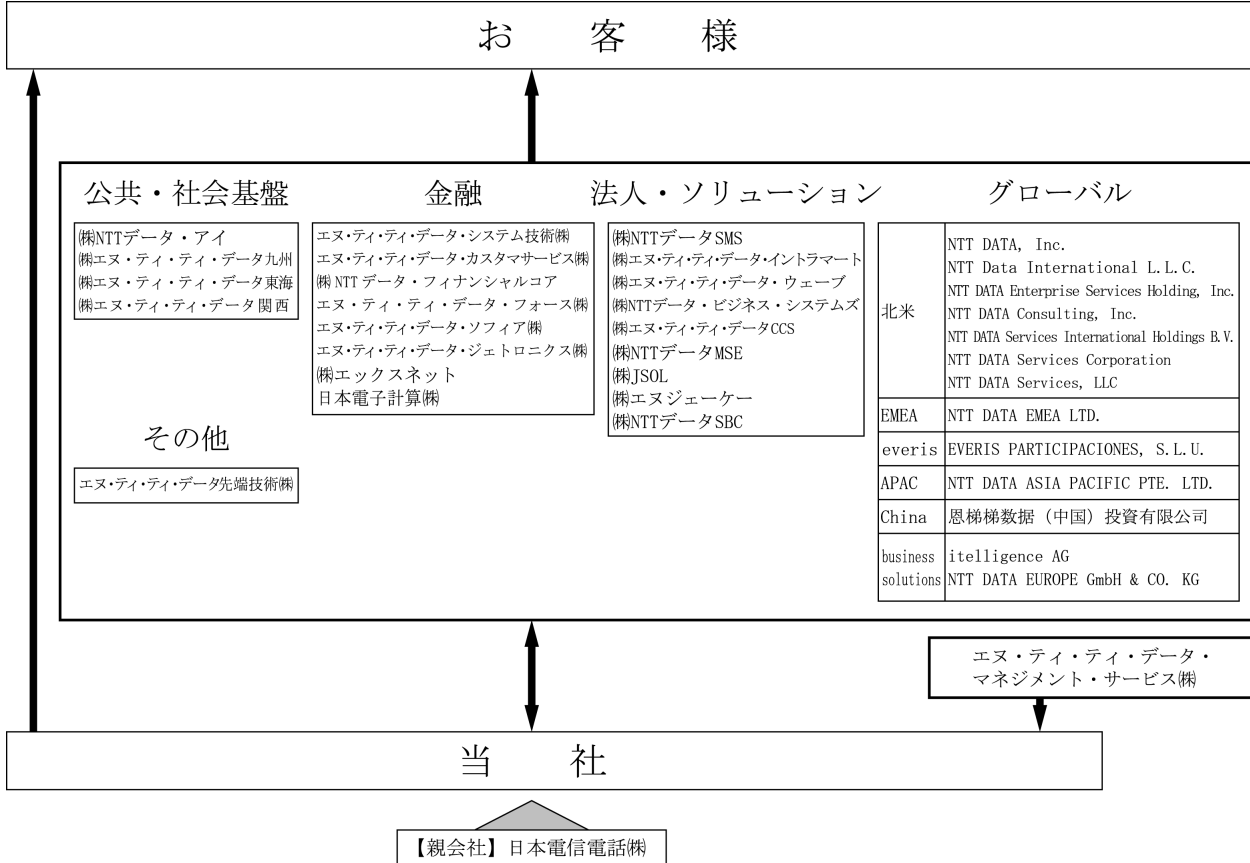 お客様
公共・社会基盤
㈱NTTデータ・アイ
㈱エヌ・ティ・ティ・データ九州
㈱エヌ・ティ・ティ・データ東海
㈱エヌ・ティ・ティ・データ関西
その他
エヌ・ティ・ティ・データ先端技術㈱
金融
エヌ・ティ・ティ・データ・システム技術㈱
エヌ・ティ・ティ・データ・カスタマサービス㈱
㈱NTTデータ・フィナンシャルコア
エヌ・ティ・ティ・データ・フォース㈱
エヌ・ティ・ティ・データ・ソフィア㈱
エヌ・ティ・ティ・データ・ジェトロニクス㈱
㈱エックスネット
日本電子計算㈱
法人・ソリューション
㈱NTTデータSMS
㈱エヌ・ティ・ティ・データ・イントラマート
㈱エヌ・ティ・ティ・データ・ウェーブ
㈱NTTデータ・ビジネス・システムズ
㈱エヌ・ティ・ティ・データCCS
㈱NTTデータMSE
㈱JSOL
㈱エヌジェーケー
㈱NTTデータSBC
グローバル
北米
NTT DATA, Inc.
NTT Data International L.L.C.
NTT DATA Enterprise Services Holding, Inc.
NTT DATA Consulting, Inc.
NTT DATA Services International Holdings B.V.
NTT DATA Services Corporation
NTT DATA Services, LLC
EMEA NTT DATA EMEA LTD.
everis EVERIS PARTICIPACIONES, S.L.U.
APAC NTT DATA ASIA PACIFIC PTE. LTD.
China 恩梯梯数据（中国）投資有限公司
business itelligence AG
solutions NTT DATA EUROPE GmbH & CO. KG
エヌ・ティ・ティ・データ・
マネジメント・サービス㈱
当社
【親会社】日本電信電話㈱